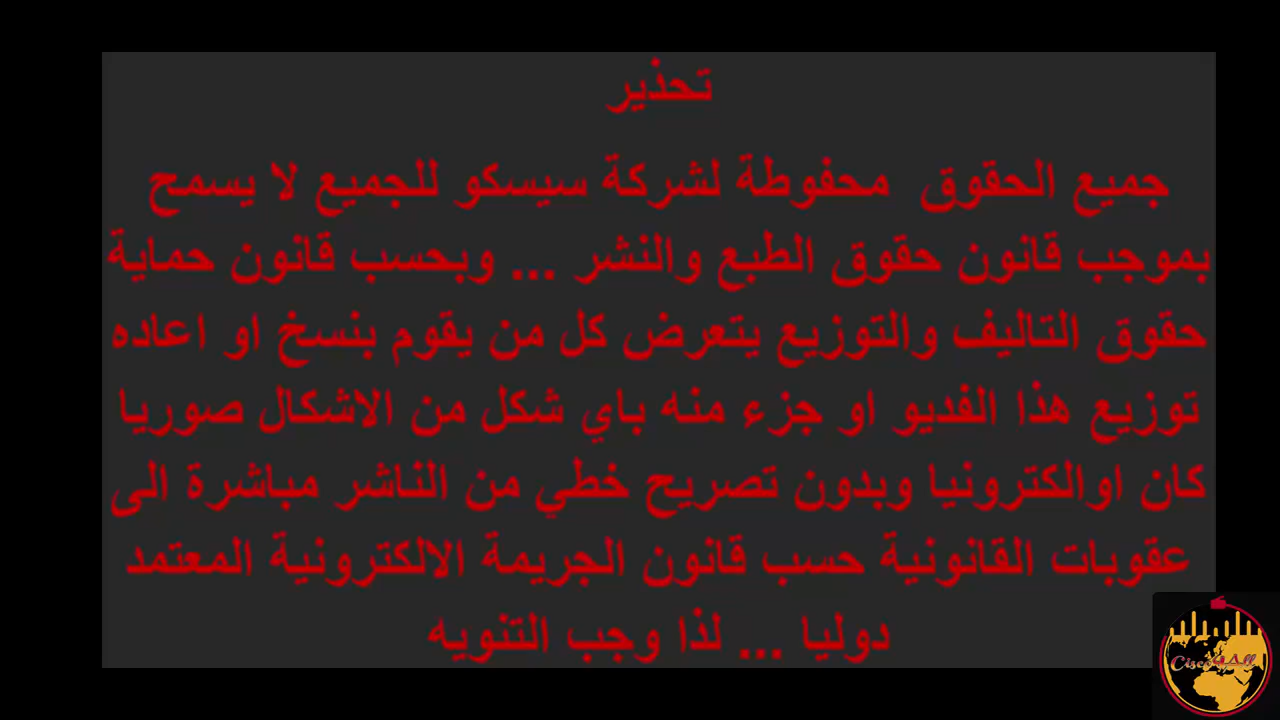 تحذير
جميع الحقوق محفوطة لشركة سيسكو للجميع لا يسمح
بموجب قانون حقوق الطبع والنشر ... وبحسب قانون حماية
حقوق التاليف والتوزيع يتعرض كل من يقوم بنسخ او اعاده
توزيع هذا الفديو او جزء منه باي شكل من الاشكال صوريا
كان اوالكترونيا وبدون تصريح خطي من الناشر مباشرة الى
عقوبات القانونية حسب قانون الجريمة الالكترونية المعتمد
دوليا ... لذا وجب التنويه
Cisco4All